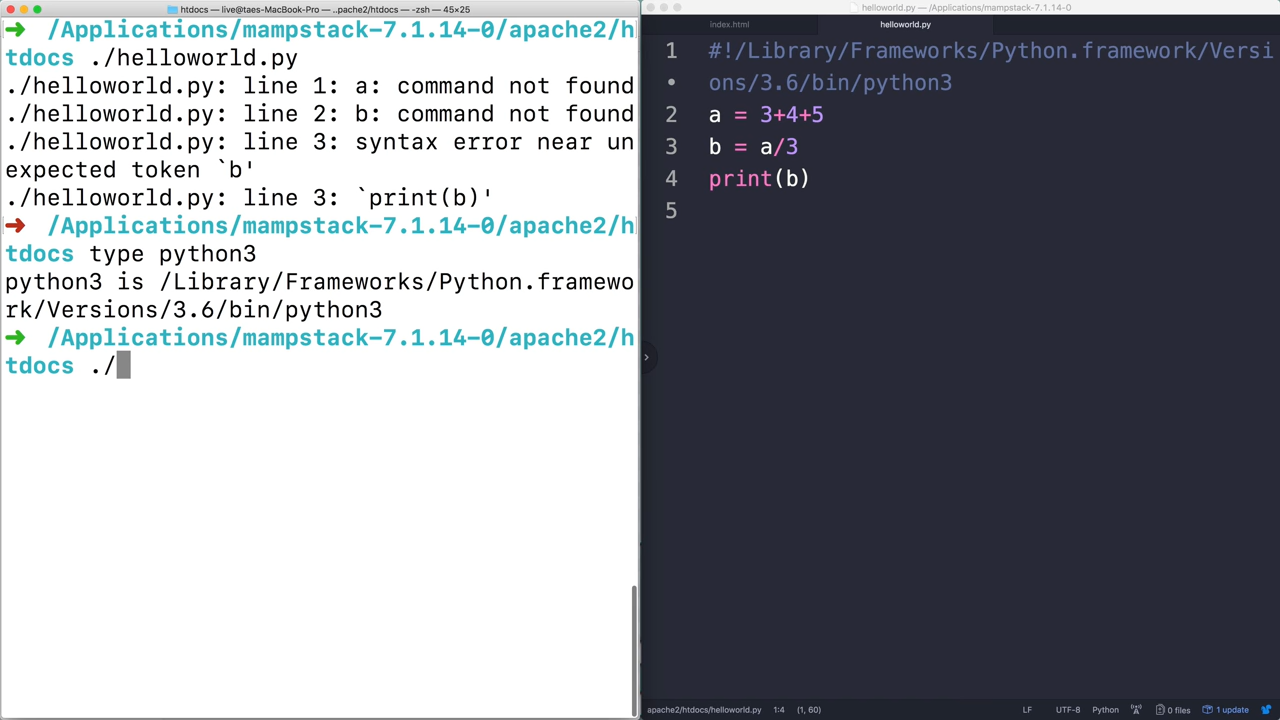 htdocs — live@taes-MacBook-Pro — ..pache2/htdocs — -zsh — 45×25
➜ /Applications/mampstack-7.1.14-0/apache2/h
tdocs ./helloworld.py
./helloworld.py: line 1: a: command not found
./helloworld.py: line 2: b: command not found
./helloworld.py: line 3: syntax error near un
expected token `b'
./helloworld.py: line 3: `print(b)'
➜ /Applications/mampstack-7.1.14-0/apache2/h
tdocs type python3
python3 is /Library/Frameworks/Python.framewo
rk/Versions/3.6/bin/python3
➜ /Applications/mampstack-7.1.14-0/apache2/h
tdocs ./
helloworld.py — /Applications/mampstack-7.1.14-0
index.html helloworld.py
1 #!/Library/Frameworks/Python.framework/Versi
• ons/3.6/bin/python3
2 a = 3+4+5
3 b = a/3
4 print(b)
5
apache2/htdocs/helloworld.py 1:4 (1, 60) LF UTF-8 Python 0 files 1 update